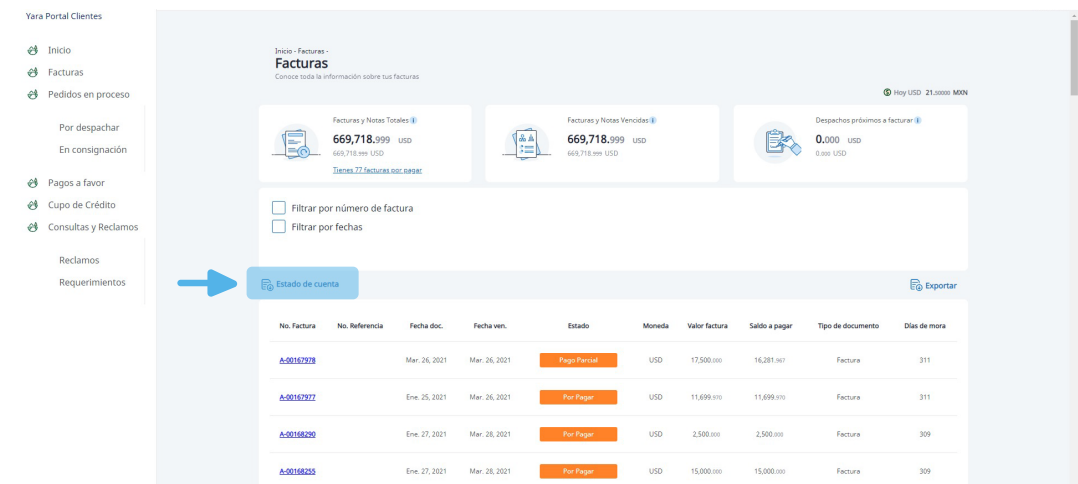 Yara Portal Clientes
Inicio
Facturas
Pedidos en proceso
Por despachar
En consignación
Pagos a favor
Cupo de Crédito
Consultas y Reclamos
Reclamos
Requerimientos
Inicio - Facturas -
Facturas
Conoce toda la información sobre tus facturas
Hoy USD 21.00000 MXN
Facturas y Notas Totales i
669,718.999 USD
669,718.999 USD
Tienes 77 facturas por pagar
Facturas y Notas Vencidas i
669,718.999 USD
669,718.999 USD
Despachos próximos a facturar i
0.000 USD
0.000 USD
Filtrar por número de factura
Filtrar por fechas
Estado de cuenta
Exportar
No. Factura No. Referencia Fecha doc. Fecha ven. Estado Moneda Valor factura Saldo a pagar Tipo de documento Días de mora
A-00167978 Mar. 26, 2021 Mar. 26, 2021 Pago Parcial USD 17,500.000 16,281.967 Factura 311
A-00167977 Ene. 25, 2021 Mar. 26, 2021 Por Pagar USD 11,699.970 11,699.970 Factura 311
A-00168290 Ene. 27, 2021 Mar. 28, 2021 Por Pagar USD 2,500.000 2,500.000 Factura 309
A-00168255 Ene. 27, 2021 Mar. 28, 2021 Por Pagar USD 15,000.000 15,000.000 Factura 309